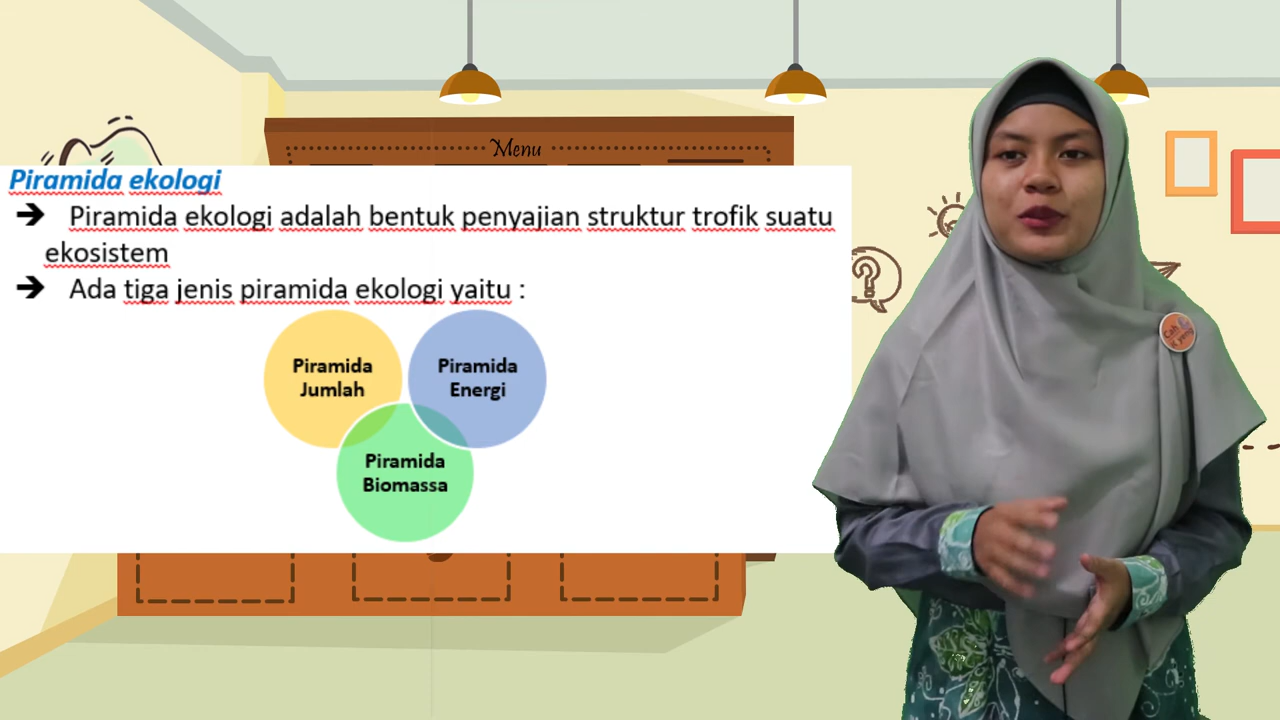 Menu
Piramida ekologi
➔ Piramida ekologi adalah bentuk penyajian struktur trofik suatu
ekosistem
➔ Ada tiga jenis piramida ekologi yaitu :
Piramida
Jumlah
Piramida
Energi
Piramida
Biomassa